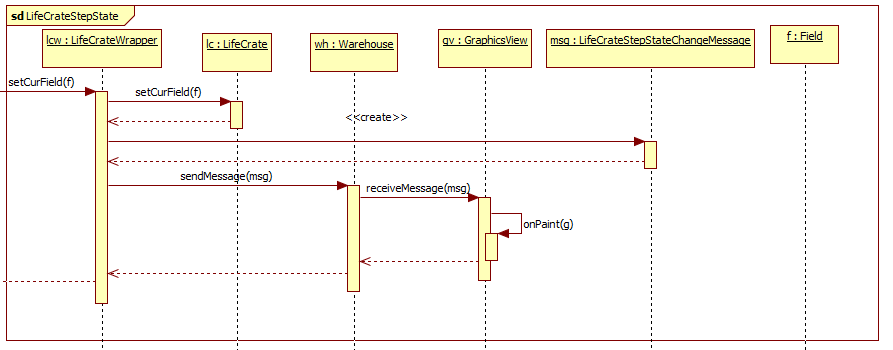 sd LifeCrateStepState
lcw : LifeCrateWrapper
lc : LifeCrate
wh : Warehouse
gv : GraphicsView
msg : LifeCrateStepStateChangeMessage
f : Field
setCurField(f)
setCurField(f)
<<create>>
sendMessage(msg)
receiveMessage(msg)
onPaint(g)